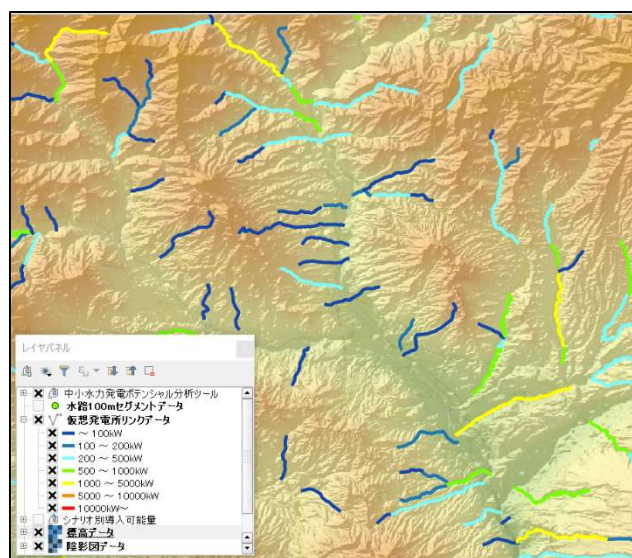 レイヤパネル
中小水力発電ポテンシャル分析ツール
水路100mセグメントデータ
仮想発電所リンクデータ
～ 100kW
100 ～ 200kW
200 ～ 500kW
500 ～ 1000kW
1000 ～ 5000kW
5000 ～ 10000kW
10000kW～
シナリオ別導入可能量
標高データ
陰影図データ